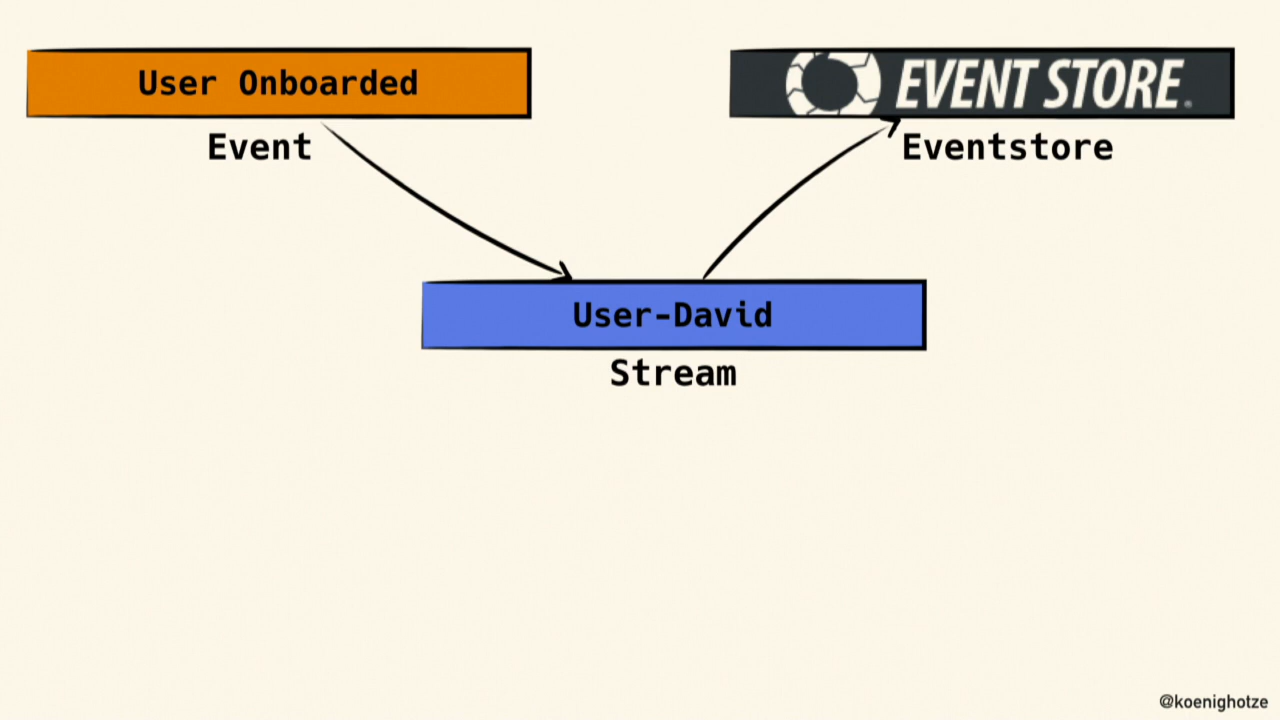 User Onboarded
EVENT STORE®
Event
Eventstore
User-David
Stream
@koenighotze